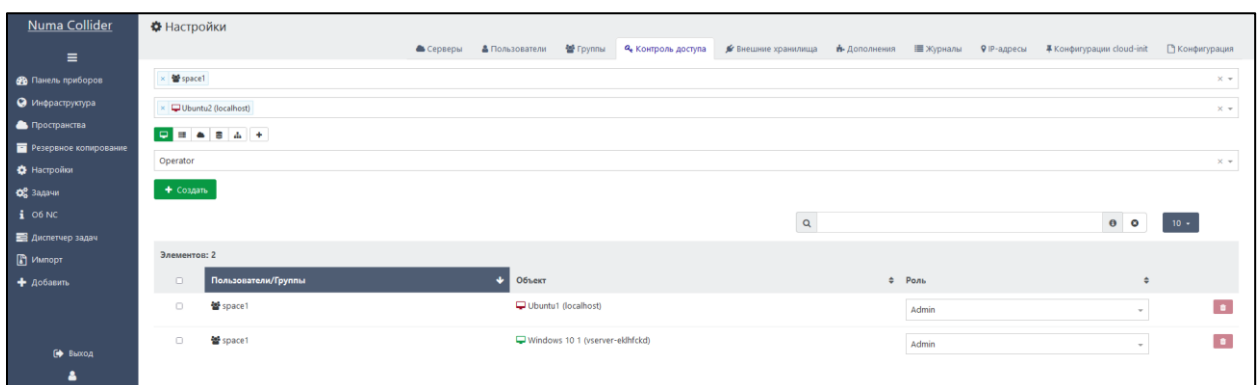 Numa Collider
Настройки
Серверы Пользователи Группы Контроль доступа Внешние хранилища Дополнения Журналы IP-адресы Конфигурации cloud-init Конфигурация
Панель приборов
Инфраструктура
Пространства
Резервное копирование
Настройки
Задачи
Об NC
Диспетчер задач
Импорт
Добавить
Выход
× space1
× Ubuntu2 (localhost)
Operator
+ Создать
10
Элементов: 2
Пользователи/Группы Объект Роль
space1 Ubuntu1 (localhost) Admin
space1 Windows 10 1 (vserver-eklhfckd) Admin